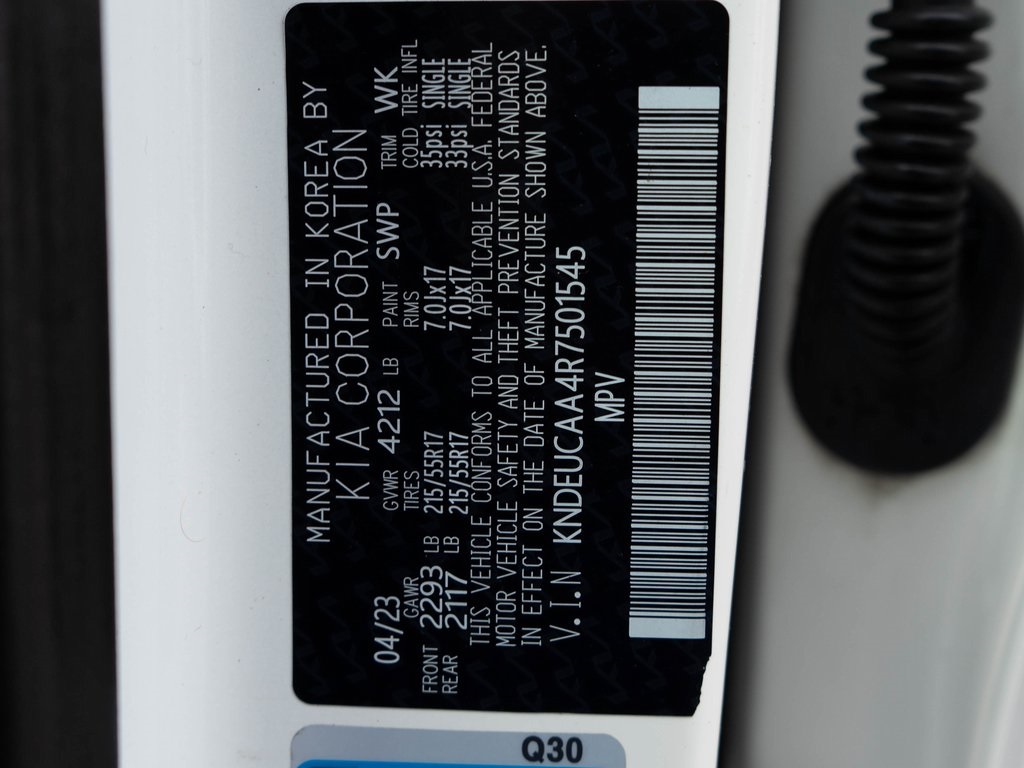 MANUFACTURED IN KOREA BY
KIA CORPORATION
04/23 GVWR 4212 LB PAINT SWP TRIM WK
GAWR TIRES RIMS COLD TIRE INFL
FRONT 2293 LB 215/55R17 7.0Jx17 35psi SINGLE
REAR 2117 LB 215/55R17 7.0Jx17 33psi SINGLE
THIS VEHICLE CONFORMS TO ALL APPLICABLE U.S.A. FEDERAL
MOTOR VEHICLE SAFETY AND THEFT PREVENTION STANDARDS
IN EFFECT ON THE DATE OF MANUFACTURE SHOWN ABOVE.
V.I.N KNDEUCAA4R7501545
MPV
Q30